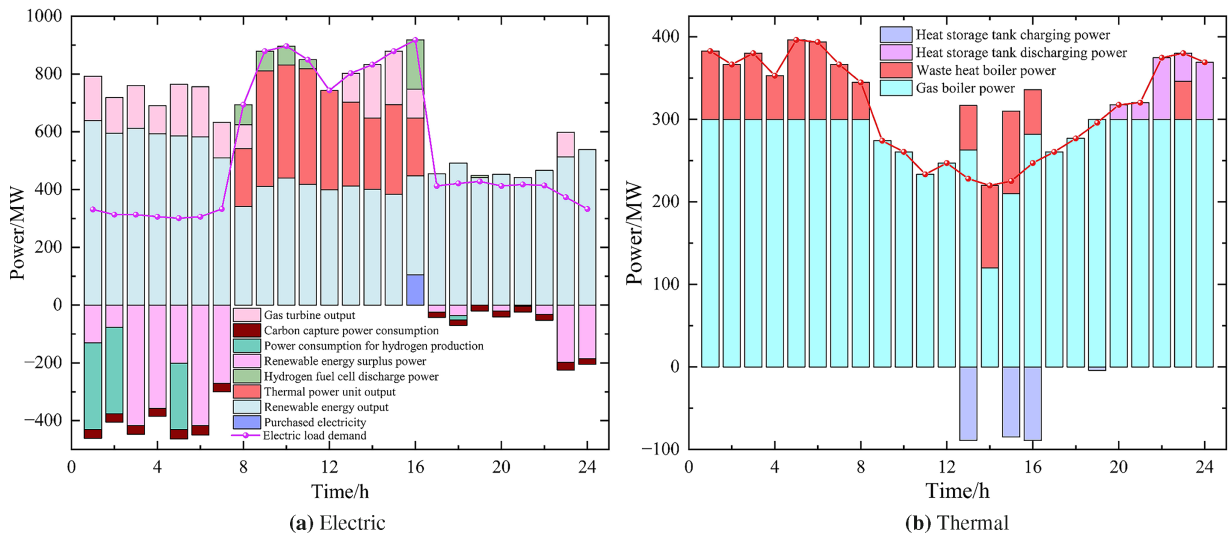 1000
800
600
400
200
0
−200
−400
Power/MW
Gas turbine output
Carbon capture power consumption
Power consumption for hydrogen production
Renewable energy surplus power
Hydrogen fuel cell discharge power
Thermal power unit output
Renewable energy output
Purchased electricity
Electric load demand
0 4 8 12 16 20 24
Time/h
(a) Electric
400
300
200
100
0
−100
Power/MW
Heat storage tank charging power
Heat storage tank discharging power
Waste heat boiler power
Gas boiler power
0 4 8 12 16 20 24
Time/h
(b) Thermal